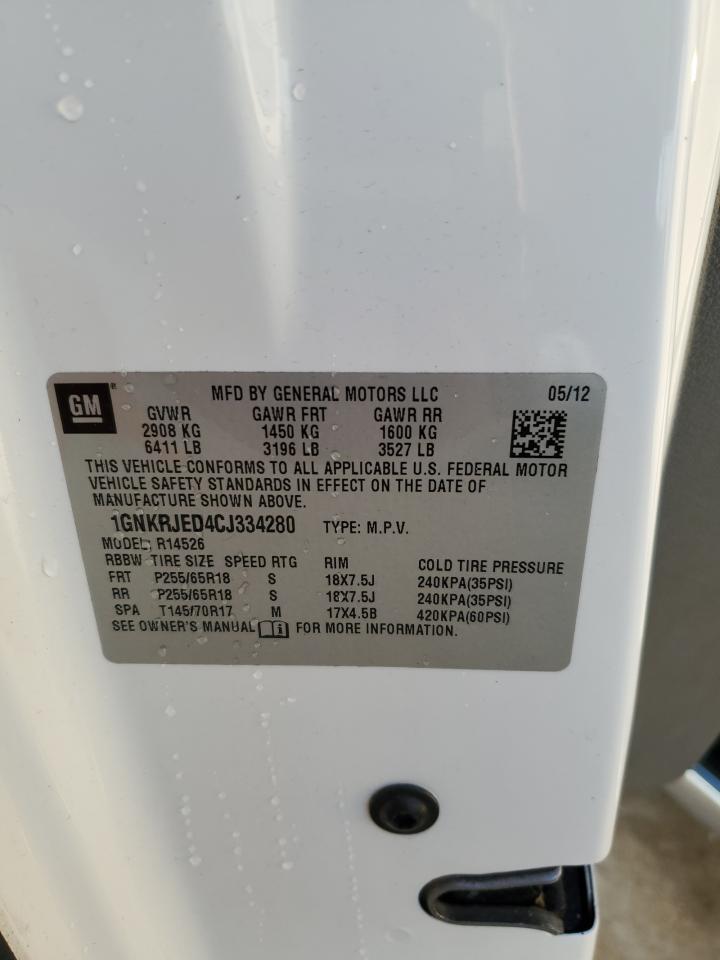 GM ® MFD BY GENERAL MOTORS LLC 05/12
GVWR GAWR FRT GAWR RR
2908 KG 1450 KG 1600 KG
6411 LB 3196 LB 3527 LB
THIS VEHICLE CONFORMS TO ALL APPLICABLE U.S. FEDERAL MOTOR
VEHICLE SAFETY STANDARDS IN EFFECT ON THE DATE OF
MANUFACTURE SHOWN ABOVE.
1GNKRJED4CJ334280 TYPE: M.P.V.
MODEL: R14526
RBBW TIRE SIZE SPEED RTG RIM COLD TIRE PRESSURE
FRT P255/65R18 S 18X7.5J 240KPA(35PSI)
RR P255/65R18 S 18X7.5J 240KPA(35PSI)
SPA T145/70R17 M 17X4.5B 420KPA(60PSI)
SEE OWNER'S MANUAL i FOR MORE INFORMATION.